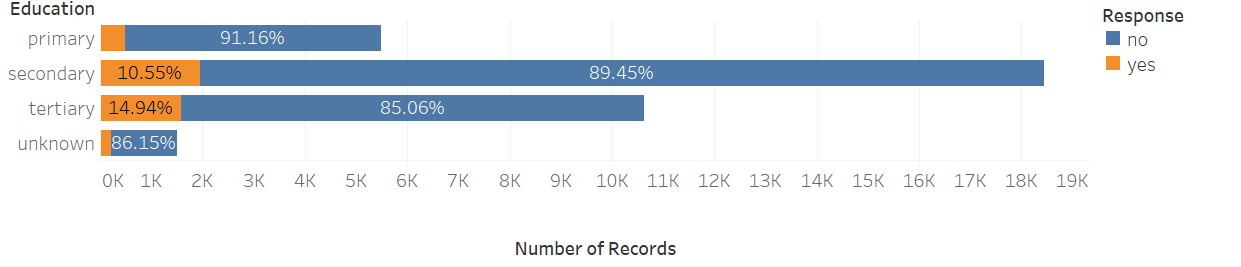 Education
Response
primary 91.16% no
secondary 10.55% 89.45% yes
tertiary 14.94% 85.06%
unknown 86.15%
0K 1K 2K 3K 4K 5K 6K 7K 8K 9K 10K 11K 12K 13K 14K 15K 16K 17K 18K 19K
Number of Records